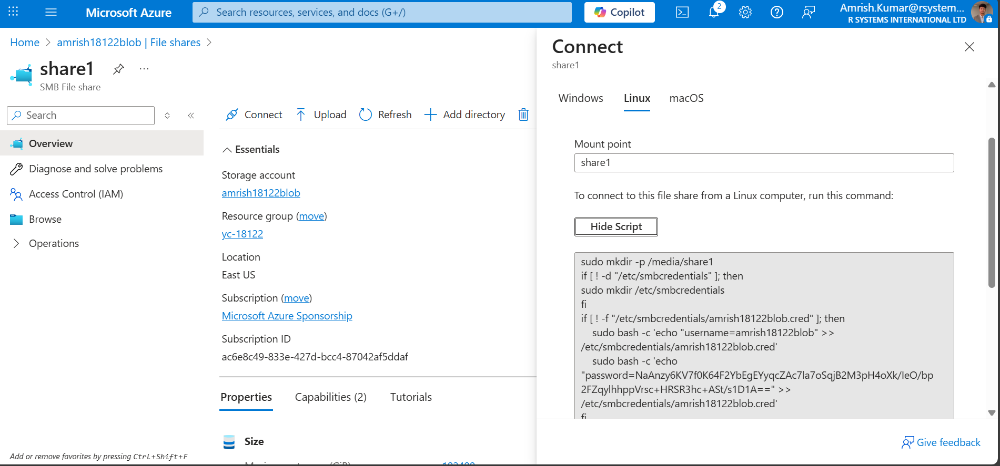 Microsoft Azure
Search resources, services, and docs (G+/)
Copilot
2
Amrish.Kumar@rsystem...
R SYSTEMS INTERNATIONAL LTD
Home > amrish18122blob | File shares >
share1
...
SMB File share
Search
Overview
Diagnose and solve problems
Access Control (IAM)
Browse
Operations
Add or remove favorites by pressing Ctrl+Shift+F
Connect
Upload
Refresh
Add directory
Essentials
Storage account
amrish18122blob
Resource group (move)
yc-18122
Location
East US
Subscription (move)
Microsoft Azure Sponsorship
Subscription ID
ac6e8c49-833e-427d-bcc4-87042af5ddaf
Properties
Capabilities (2)
Tutorials
Size
Connect
share1
Windows
Linux
macOS
Mount point
share1
To connect to this file share from a Linux computer, run this command:
Hide Script
sudo mkdir -p /media/share1
if [ ! -d "/etc/smbcredentials" ]; then
sudo mkdir /etc/smbcredentials
fi
if [ ! -f "/etc/smbcredentials/amrish18122blob.cred" ]; then
sudo bash -c 'echo "username=amrish18122blob" >>
/etc/smbcredentials/amrish18122blob.cred'
sudo bash -c 'echo
"password=NaAnzy6KV7f0K64F2YbEgEYyqcZAc7la7oSqjB2M3pH4oXk/IeO/bp
2FZqylhhppVrsc+HRSR3hc+ASt/s1D1A==" >>
/etc/smbcredentials/amrish18122blob.cred'
fi
Give feedback